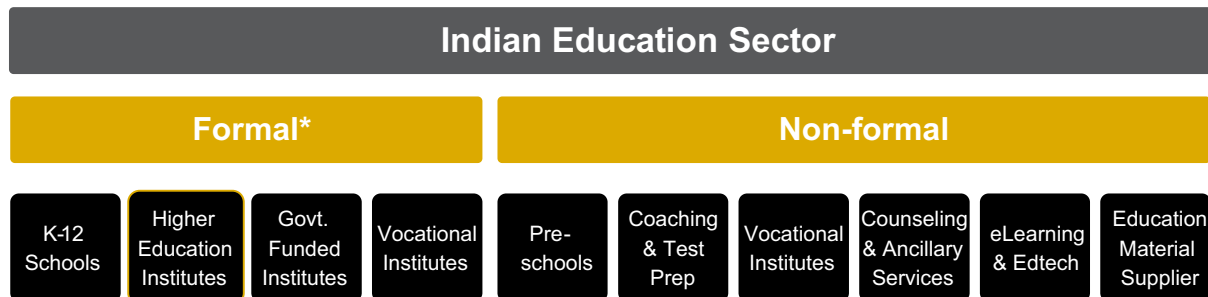 Indian Education Sector
Formal*
Non-formal
K-12
Schools
Higher
Education
Institutes
Govt.
Funded
Institutes
Vocational
Institutes
Pre-
schools
Coaching
& Test
Prep
Vocational
Institutes
Counseling
& Ancillary
Services
eLearning
& Edtech
Education
Material
Supplier